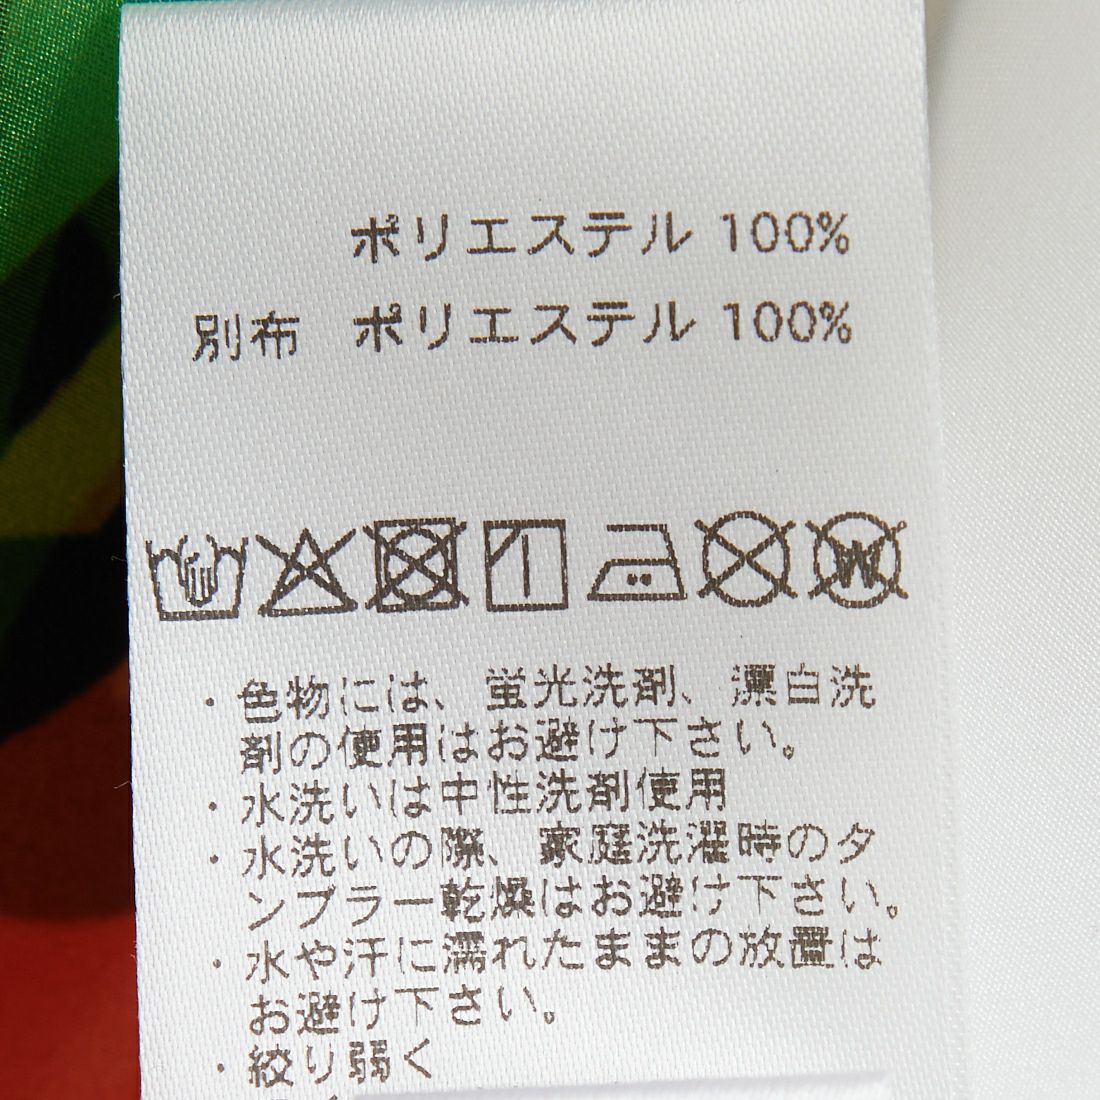 ポリエステル 100%
別布 ポリエステル 100%
W
・色物には、蛍光洗剤、漂白洗
剤の使用はお避け下さい。
・水洗いは中性洗剤使用
・水洗いの際、家庭洗濯時のタ
ンブラー乾燥はお避け下さい。
・水や汗に濡れたままの放置は
お避け下さい。
・絞り弱く